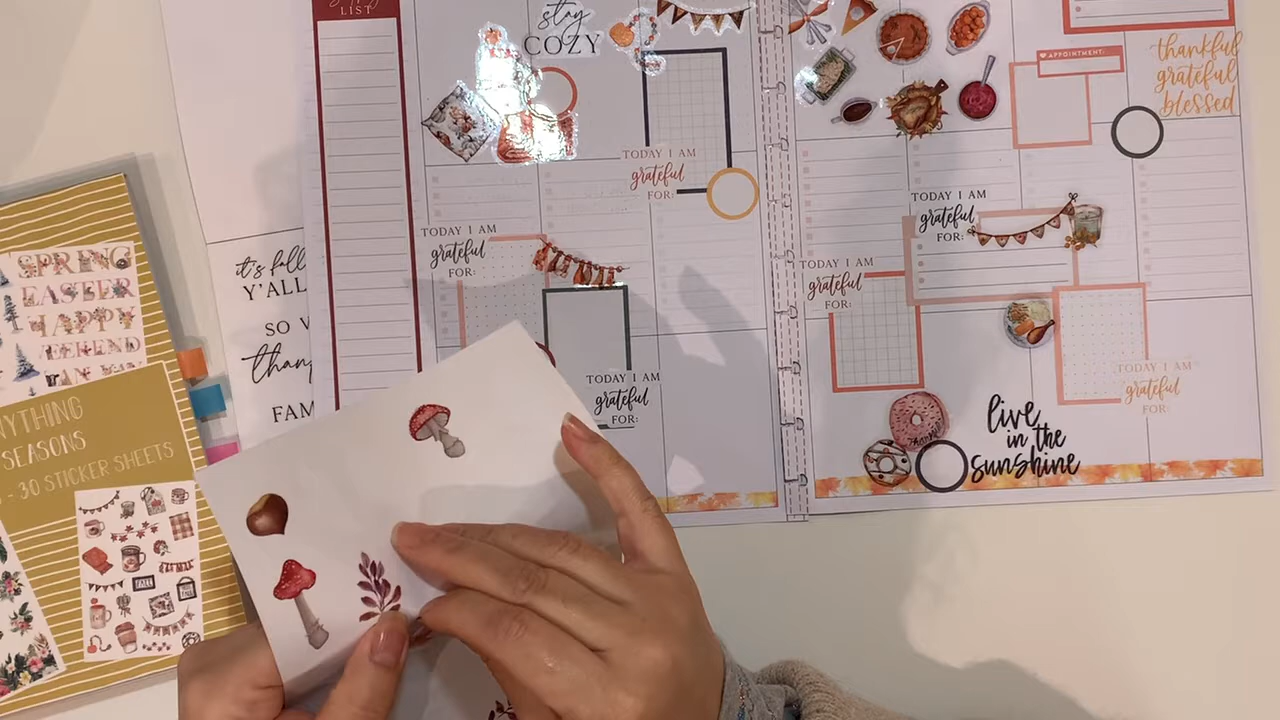 LIST
stay
COZY
TODAY I AM
grateful
FOR:
TODAY I AM
grateful
FOR:
TODAY I AM
grateful
FOR:
APPOINTMENT:
thankful
grateful
blessed
TODAY I AM
grateful
FOR:
TODAY I AM
grateful
FOR:
TODAY I AM
grateful
FOR:
live
in the
sunshine
it's fall
Y'ALL
SO
FAM
SPRING
EASTER
HAPPY
SEASONS
30 STICKER SHEETS